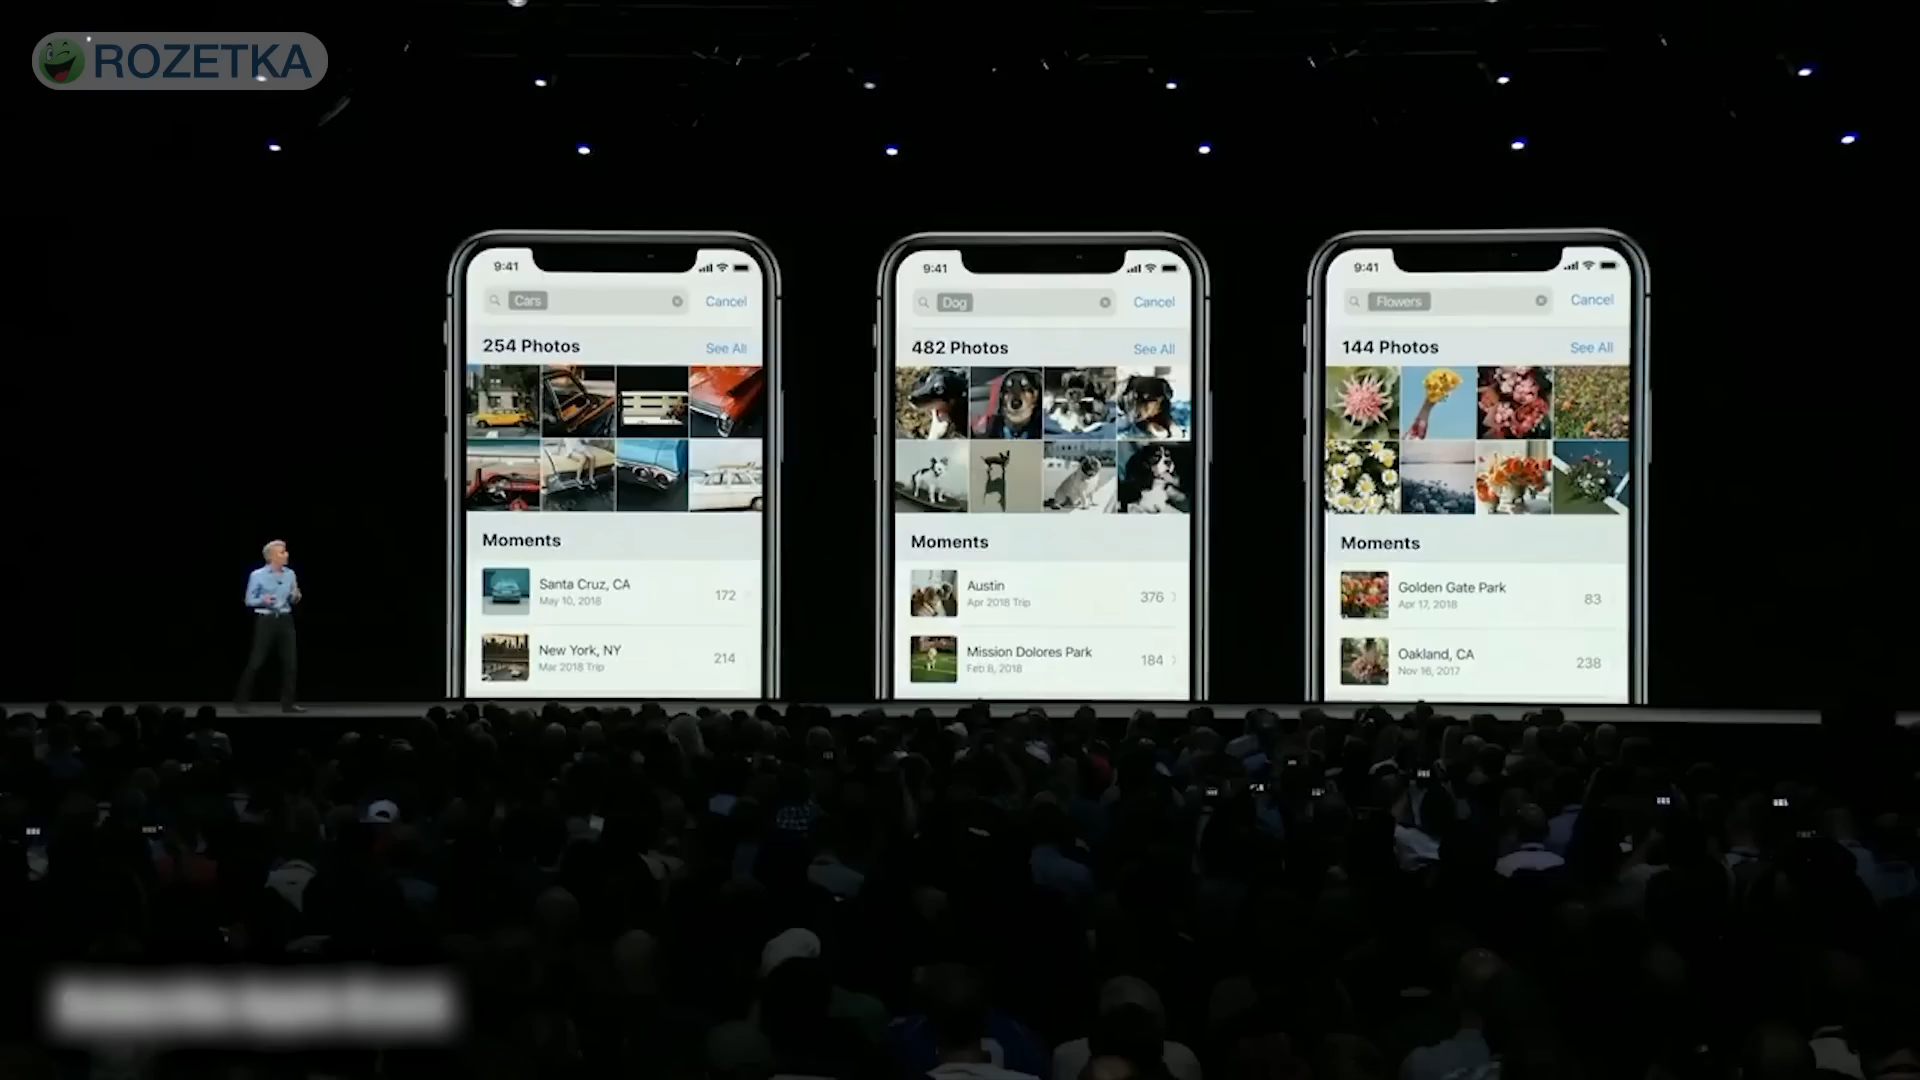 ROZETKA
9:41
Cars
Cancel
254 Photos
See All
Moments
Santa Cruz, CA
May 10, 2018
172
New York, NY
Mar 2018 Trip
214
9:41
Dog
Cancel
482 Photos
See All
Moments
Austin
Apr 2018 Trip
376
Mission Dolores Park
Feb 8, 2018
184
9:41
Flowers
Cancel
144 Photos
See All
Moments
Golden Gate Park
Apr 17, 2018
83
Oakland, CA
Nov 16, 2017
238